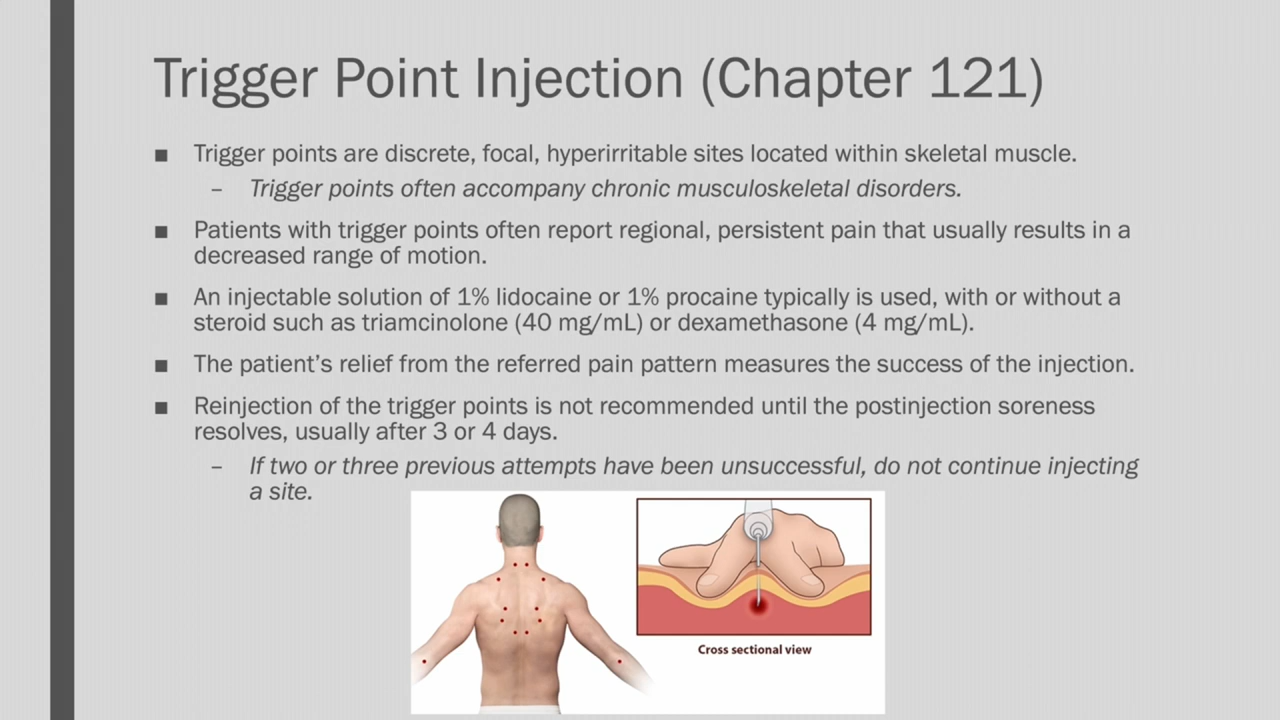 Trigger Point Injection (Chapter 121)
■ Trigger points are discrete, focal, hyperirritable sites located within skeletal muscle.
– Trigger points often accompany chronic musculoskeletal disorders.
■ Patients with trigger points often report regional, persistent pain that usually results in a
decreased range of motion.
■ An injectable solution of 1% lidocaine or 1% procaine typically is used, with or without a
steroid such as triamcinolone (40 mg/mL) or dexamethasone (4 mg/mL).
■ The patient’s relief from the referred pain pattern measures the success of the injection.
■ Reinjection of the trigger points is not recommended until the postinjection soreness
resolves, usually after 3 or 4 days.
– If two or three previous attempts have been unsuccessful, do not continue injecting
a site.
Cross sectional view